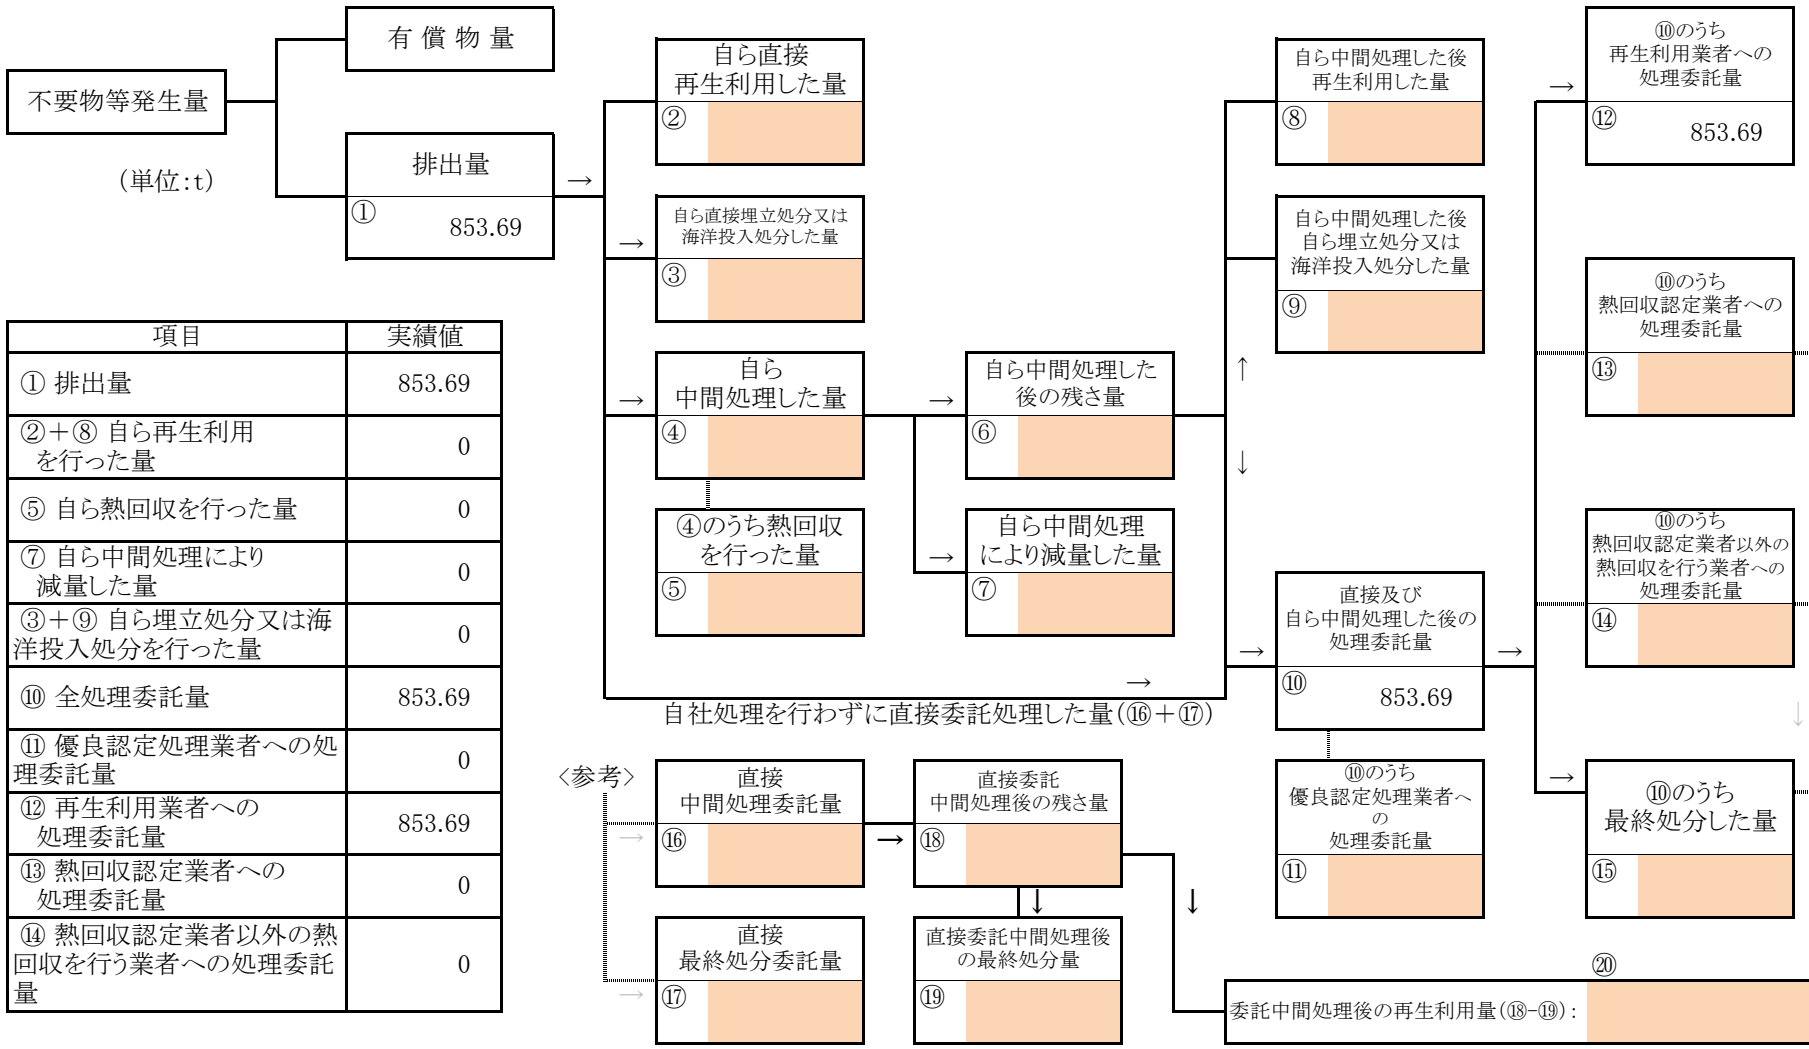 不要物等発生量
(単位:t)
有 償 物 量
排出量
① 853.69
→
自ら直接
再生利用した量
②
→
自ら直接埋立処分又は
海洋投入処分した量
③
→
自ら
中間処理した量
④
④のうち熱回収
を行った量
⑤
→
自ら中間処理した
後の残さ量
⑥
→
自ら中間処理
により減量した量
⑦
↑
↓
自ら中間処理した後
再生利用した量
⑧
自ら中間処理した後
自ら埋立処分又は
海洋投入処分した量
⑨
→
自社処理を行わずに直接委託処理した量(⑯+⑰)
→
直接及び
自ら中間処理した後の
処理委託量
⑩ 853.69
→
⑩のうち
優良認定処理業者へ
の
処理委託量
⑪
→
⑩のうち
再生利用業者への
処理委託量
⑫ 853.69
⑩のうち
熱回収認定業者への
処理委託量
⑬
⑩のうち
熱回収認定業者以外の
熱回収を行う業者への
処理委託量
⑭
↓
→
⑩のうち
最終処分した量
⑮
項目 実績値
① 排出量 853.69
②+⑧ 自ら再生利用
を行った量 0
⑤ 自ら熱回収を行った量 0
⑦ 自ら中間処理により
減量した量 0
③+⑨ 自ら埋立処分又は海
洋投入処分を行った量 0
⑩ 全処理委託量 853.69
⑪ 優良認定処理業者への処
理委託量 0
⑫ 再生利用業者への
処理委託量 853.69
⑬ 熱回収認定業者への
処理委託量 0
⑭ 熱回収認定業者以外の熱
回収を行う業者への処理委託
量 0
〈参考〉
→
直接
中間処理委託量
⑯
→
直接委託
中間処理後の残さ量
⑱
↓
↓
→
直接
最終処分委託量
⑰
直接委託中間処理後
の最終処分量
⑲
⑳
委託中間処理後の再生利用量(⑱-⑲):